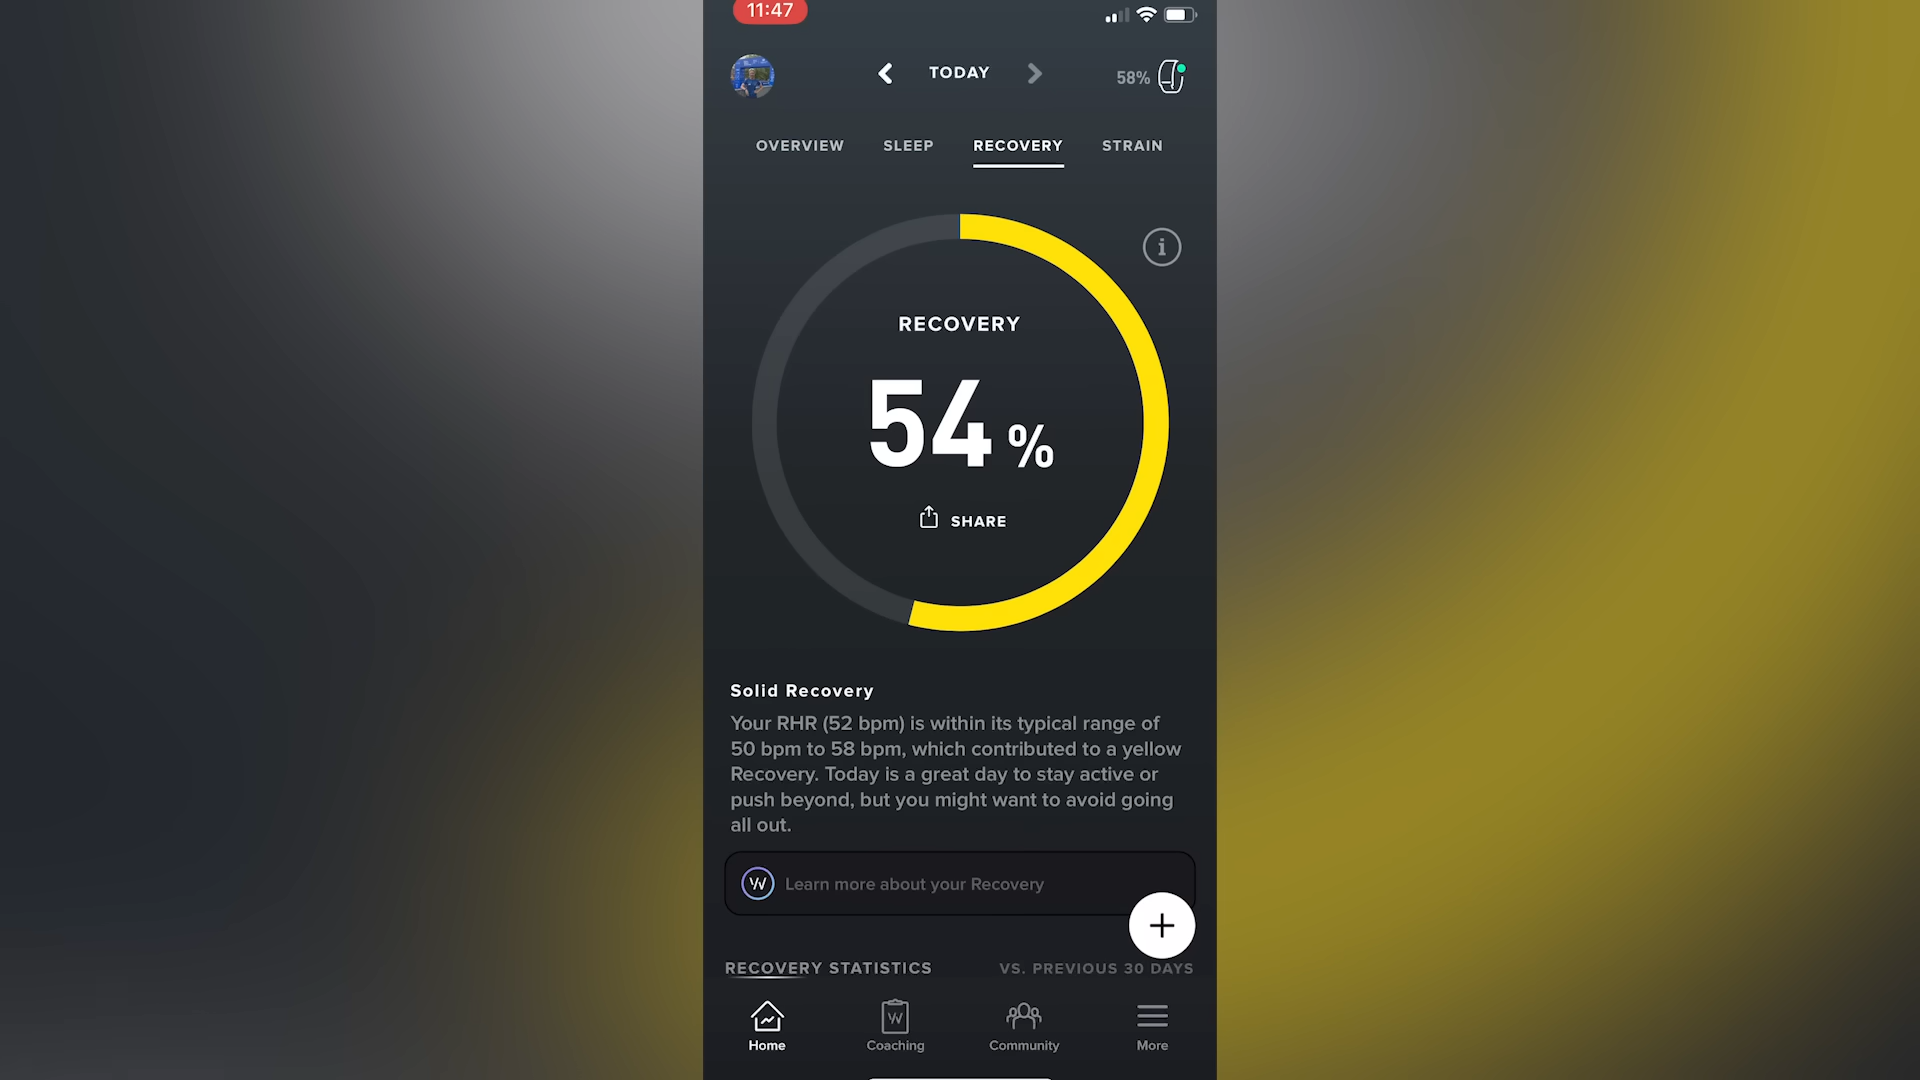 11:47
TODAY
58%
OVERVIEW SLEEP RECOVERY STRAIN
RECOVERY
54 %
SHARE
Solid Recovery
Your RHR (52 bpm) is within its typical range of
50 bpm to 58 bpm, which contributed to a yellow
Recovery. Today is a great day to stay active or
push beyond, but you might want to avoid going
all out.
W Learn more about your Recovery
RECOVERY STATISTICS VS. PREVIOUS 30 DAYS
Home Coaching Community More